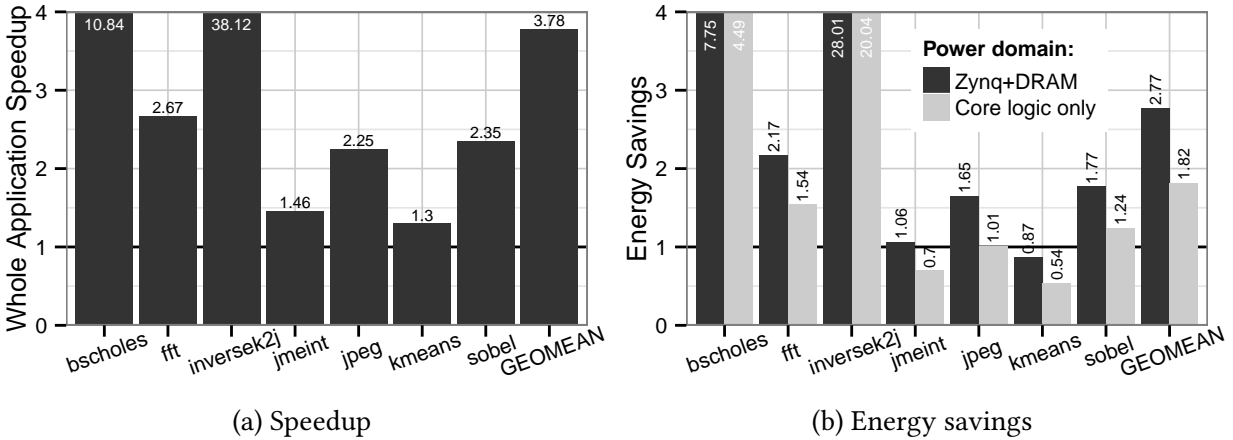 Whole Application Speedup
4
3
2
1
0
10.84
2.67
38.12
1.46
2.25
1.3
2.35
3.78
bscholes
fft
inversek2j
jmeint
jpeg
kmeans
sobel
GEOMEAN
(a) Speedup
Energy Savings
4
3
2
1
0
Power domain:
Zynq+DRAM
Core logic only
7.75
4.49
2.17
1.54
28.01
20.04
1.06
0.7
1.65
1.01
0.87
0.54
1.77
1.24
2.77
1.82
bscholes
fft
inversek2j
jmeint
jpeg
kmeans
sobel
GEOMEAN
(b) Energy savings